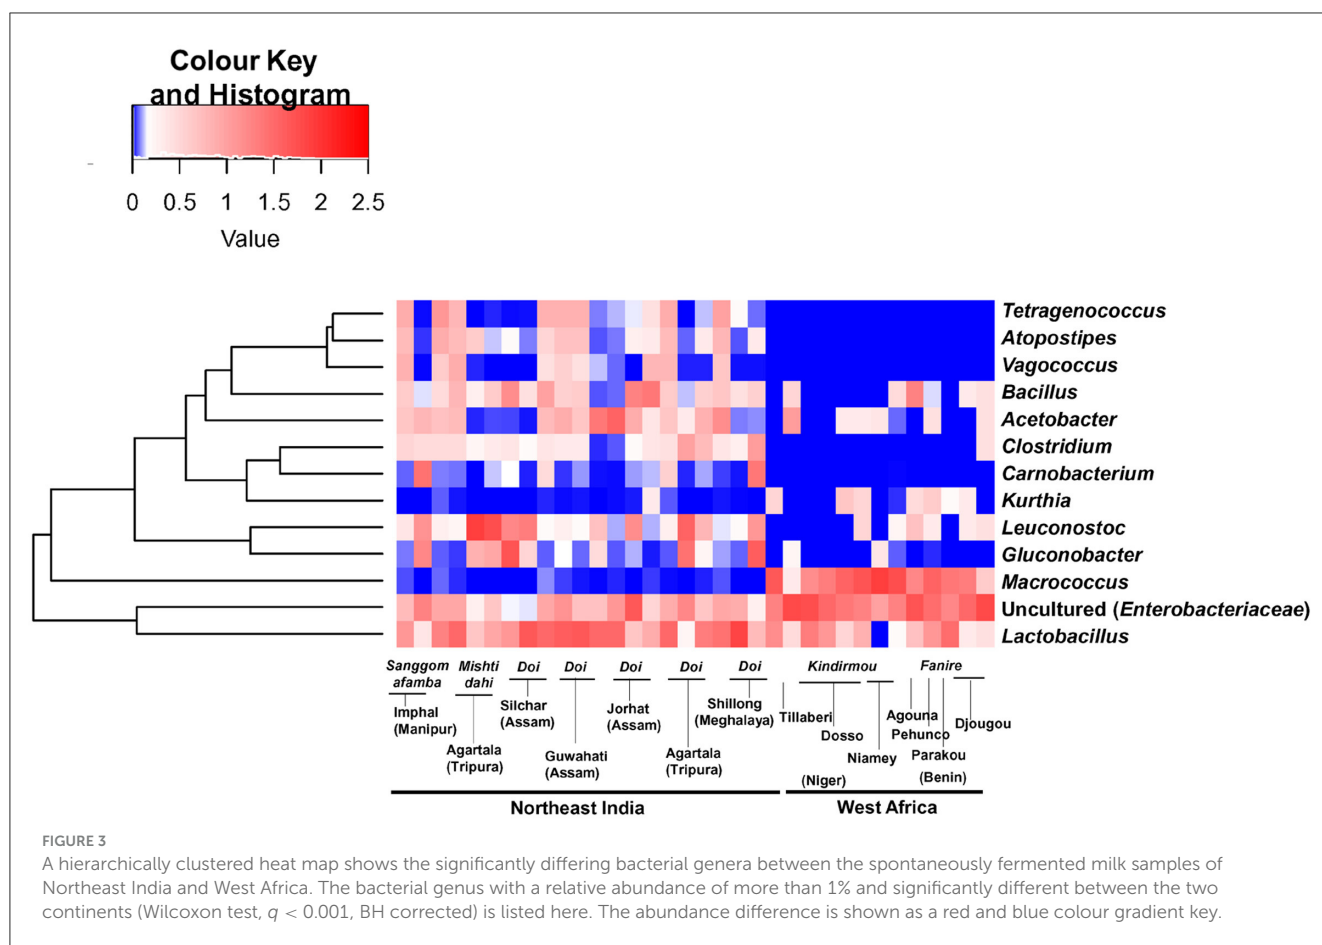 Colour Key
and Histogram
0 0.5 1 1.5 2 2.5
Value
Tetragenococcus
Atopostipes
Vagococcus
Bacillus
Acetobacter
Clostridium
Carnobacterium
Kurthia
Leuconostoc
Gluconobacter
Macrococcus
Uncultured (Enterobacteriaceae)
Lactobacillus
Sanggom
afamba
Mishti
dahi
Doi
Doi
Doi
Doi
Doi
Kindirmou
Fanire
Imphal
(Manipur)
Agartala
(Tripura)
Silchar
(Assam)
Guwahati
(Assam)
Jorhat
(Assam)
Agartala
(Tripura)
Shillong
(Meghalaya)
Tillaberi
Dosso
Niamey
(Niger)
Agouna
Pehunco
Parakou
(Benin)
Djougou
Northeast India
West Africa
FIGURE 3
A hierarchically clustered heat map shows the significantly differing bacterial genera between the spontaneously fermented milk samples of
Northeast India and West Africa. The bacterial genus with a relative abundance of more than 1% and significantly different between the two
continents (Wilcoxon test, q < 0.001, BH corrected) is listed here. The abundance difference is shown as a red and blue colour gradient key.